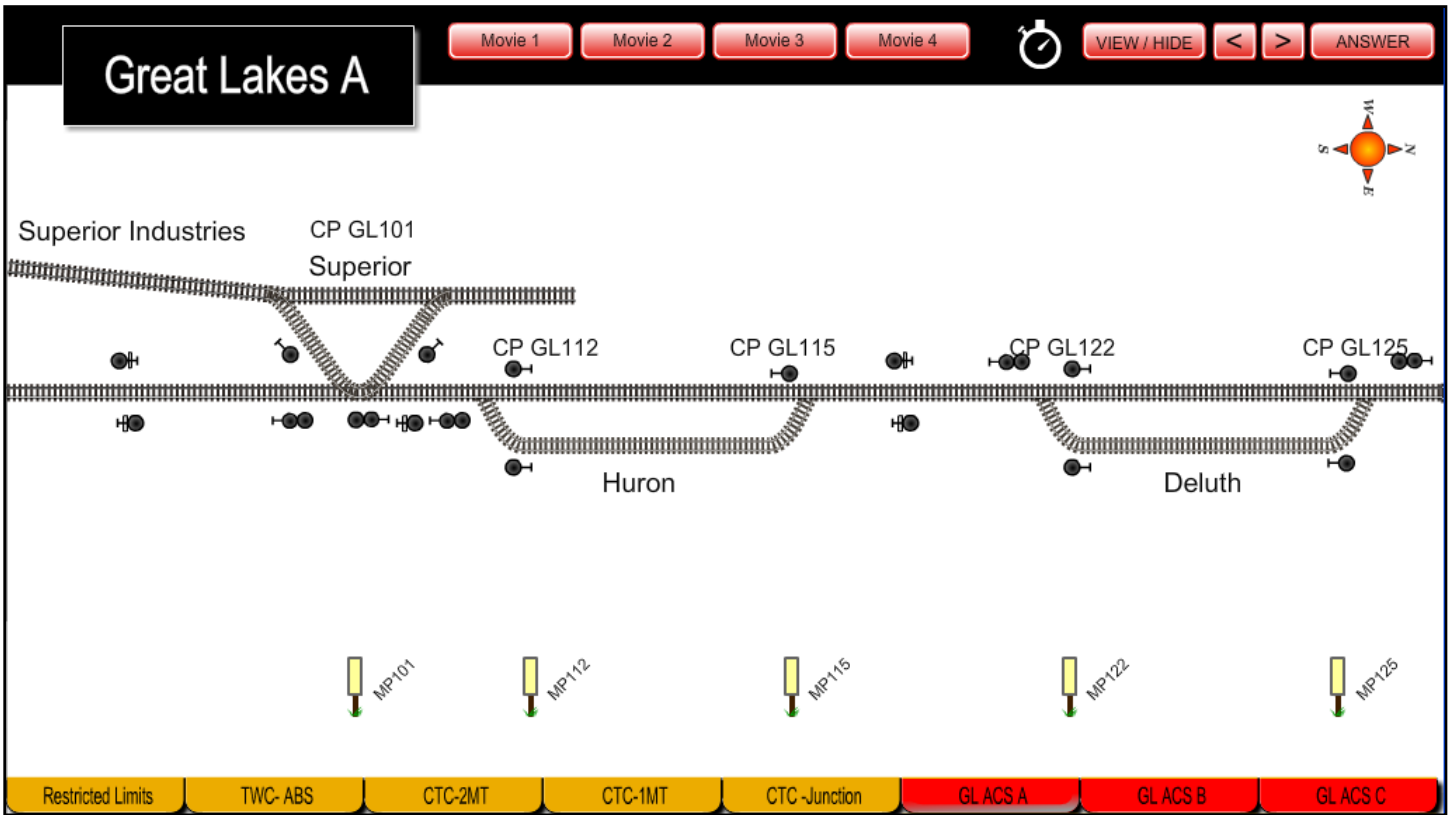 Movie 1 Movie 2 Movie 3 Movie 4 VIEW / HIDE < > ANSWER
Great Lakes A
W
S N
E
Superior Industries CP GL101
Superior
CP GL112 CP GL115 CP GL122 CP GL125
Huron Deluth
MP101 MP112 MP115 MP122 MP125
Restricted Limits TWC- ABS CTC-2MT CTC-1MT CTC -Junction GL ACS A GL ACS B GL ACS C